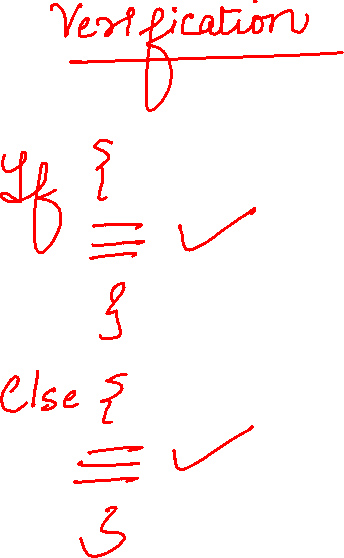 Verification
If {
}
Else {
}